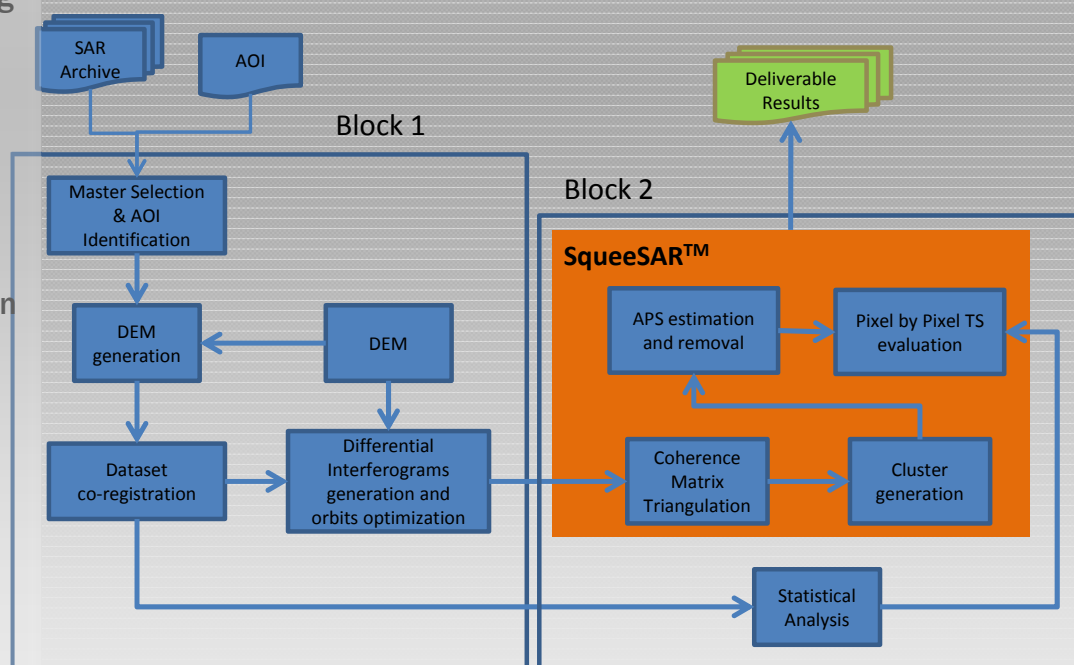 g
SAR
Archive
AOI
Deliverable
Results
Block 1
Master Selection
& AOI
Identification
Block 2
SqueeSAR™
n
DEM
generation
DEM
APS estimation
and removal
Pixel by Pixel TS
evaluation
Dataset
co-registration
Differential
Interferograms
generation and
orbits optimization
Coherence
Matrix
Triangulation
Cluster
generation
Statistical
Analysis